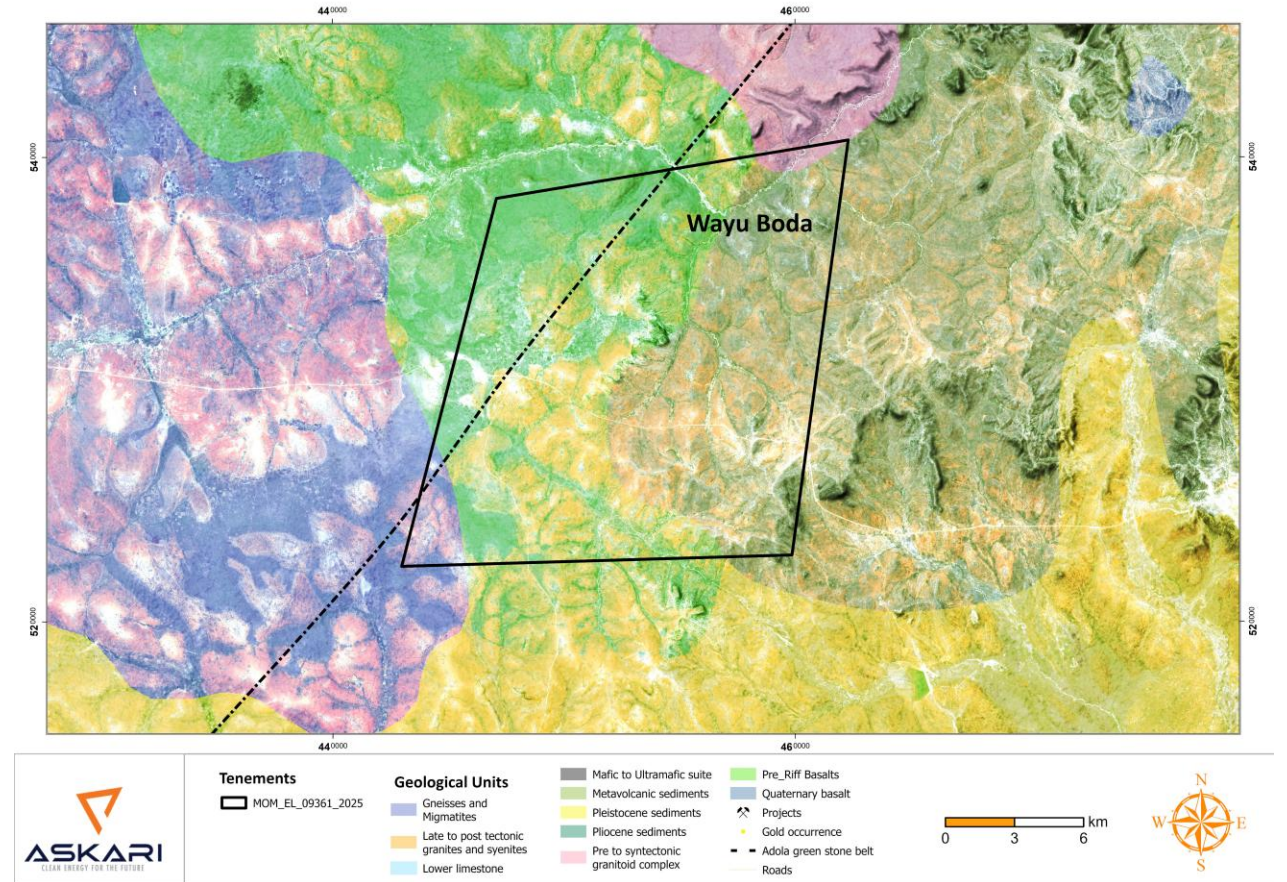 440000
460000
540000
540000
Wayu Boda
520000
520000
440000
460000
ASKARI
CLEAN ENERGY FOR THE FUTURE
Tenements
MOM_EL_09361_2025
Geological Units
Gneisses and
Migmatites
Late to post tectonic
granites and syenites
Lower limestone
Mafic to Ultramafic suite
Metavolcanic sediments
Pleistocene sediments
Pliocene sediments
Pre to syntectonic
granitoid complex
Pre_Riff Basalts
Quaternary basalt
Projects
Gold occurrence
Adola green stone belt
Roads
km
0 3 6
N
W E
S